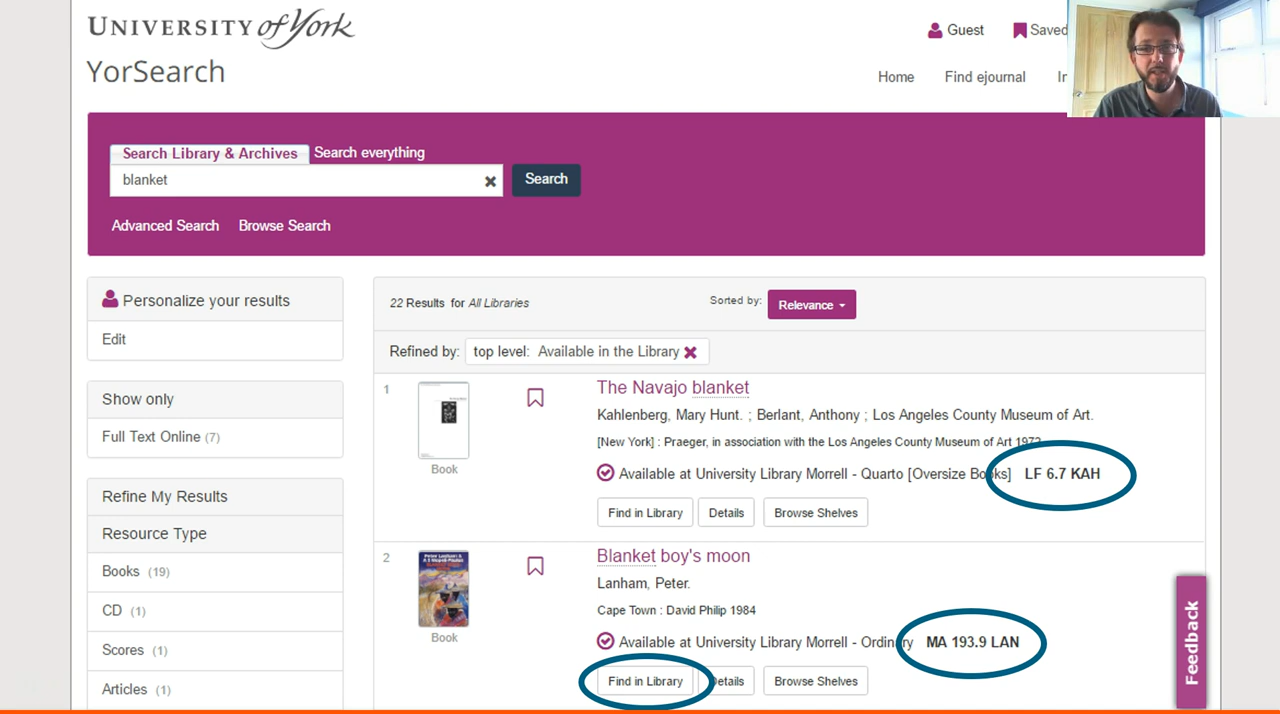 UNIVERSITY of York
Guest
Saved
YorSearch
Home Find ejournal
Search Library & Archives Search everything
blanket
Search
Advanced Search Browse Search
Personalize your results
Edit
Show only
Full Text Online (7)
Refine My Results
Resource Type
Books (19)
CD (1)
Scores (1)
Articles (1)
22 Results for All Libraries
Sorted by: Relevance
Refined by: top level: Available in the Library
1
Book
The Navajo blanket
Kahlenberg, Mary Hunt. ; Berlant, Anthony ; Los Angeles County Museum of Art.
[New York] : Praeger, in association with the Los Angeles County Museum of Art 1972
Available at University Library Morrell - Quarto [Oversize Books] LF 6.7 KAH
Find in Library Details Browse Shelves
2
Book
Blanket boy's moon
Lanham, Peter.
Cape Town : David Philip 1984
Available at University Library Morrell - Ordinary MA 193.9 LAN
Find in Library Details Browse Shelves
Feedback